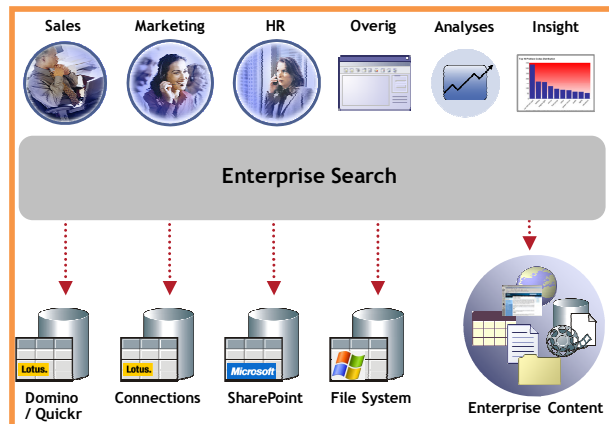 Sales
Marketing
HR
Overig
Analyses
Insight
Enterprise Search
Lotus.
Lotus.
Microsoft
Domino
/ Quickr
Connections
SharePoint
File System
Enterprise Content